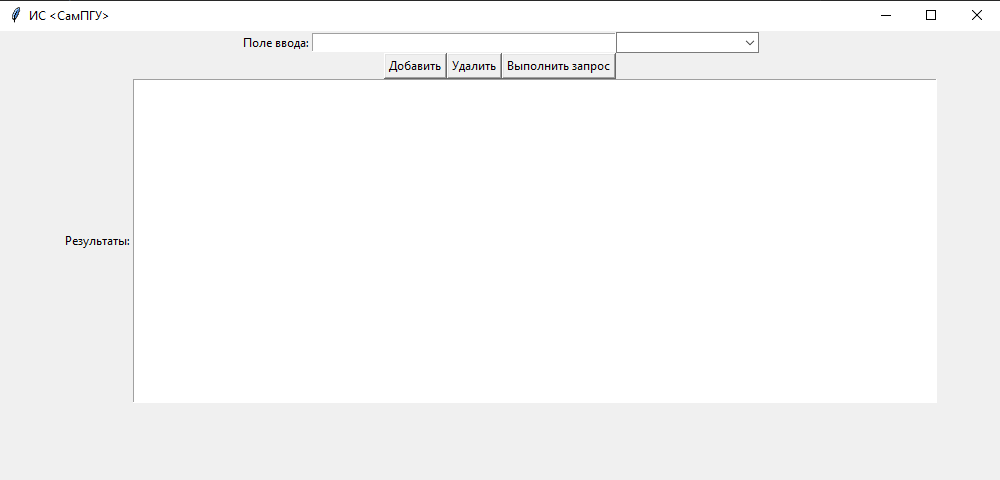 ИС <СамПГУ>
Поле ввода:
Добавить Удалить Выполнить запрос
Результаты: